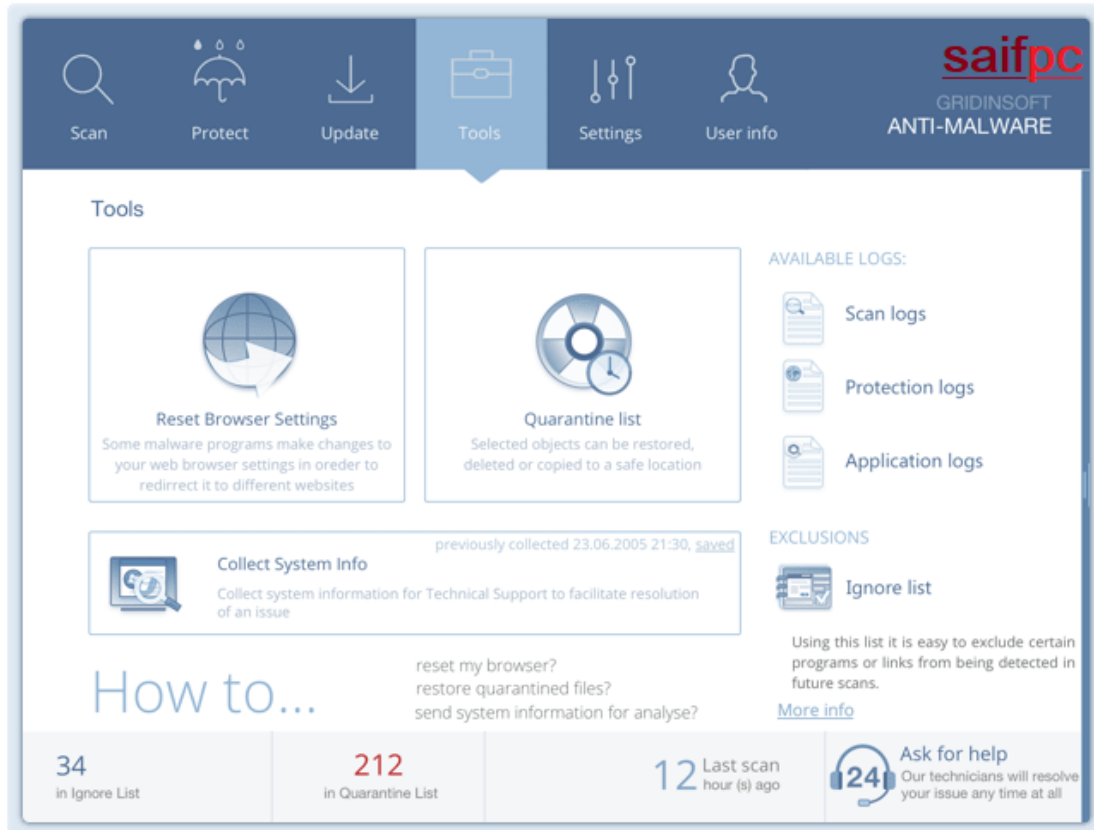 saifpc
GRIDINSOFT
ANTI-MALWARE
Scan
Protect
Update
Tools
Settings
User info
Tools
Reset Browser Settings
Some malware programs make changes to
your web browser settings in oreder to
redirrect it to different websites
Quarantine list
Selected objects can be restored,
deleted or copied to a safe location
AVAILABLE LOGS:
Scan logs
Protection logs
Application logs
previously collected 23.06.2005 21:30, saved
Collect System Info
Collect system information for Technical Support to facilitate resolution
of an issue
EXCLUSIONS
Ignore list
Using this list it is easy to exclude certain
programs or links from being detected in
future scans.
More info
How to...
reset my browser?
restore quarantined files?
send system information for analyse?
34
in Ignore List
212
in Quarantine List
12 Last scan
hour (s) ago
24
Ask for help
Our technicians will resolve
your issue any time at all